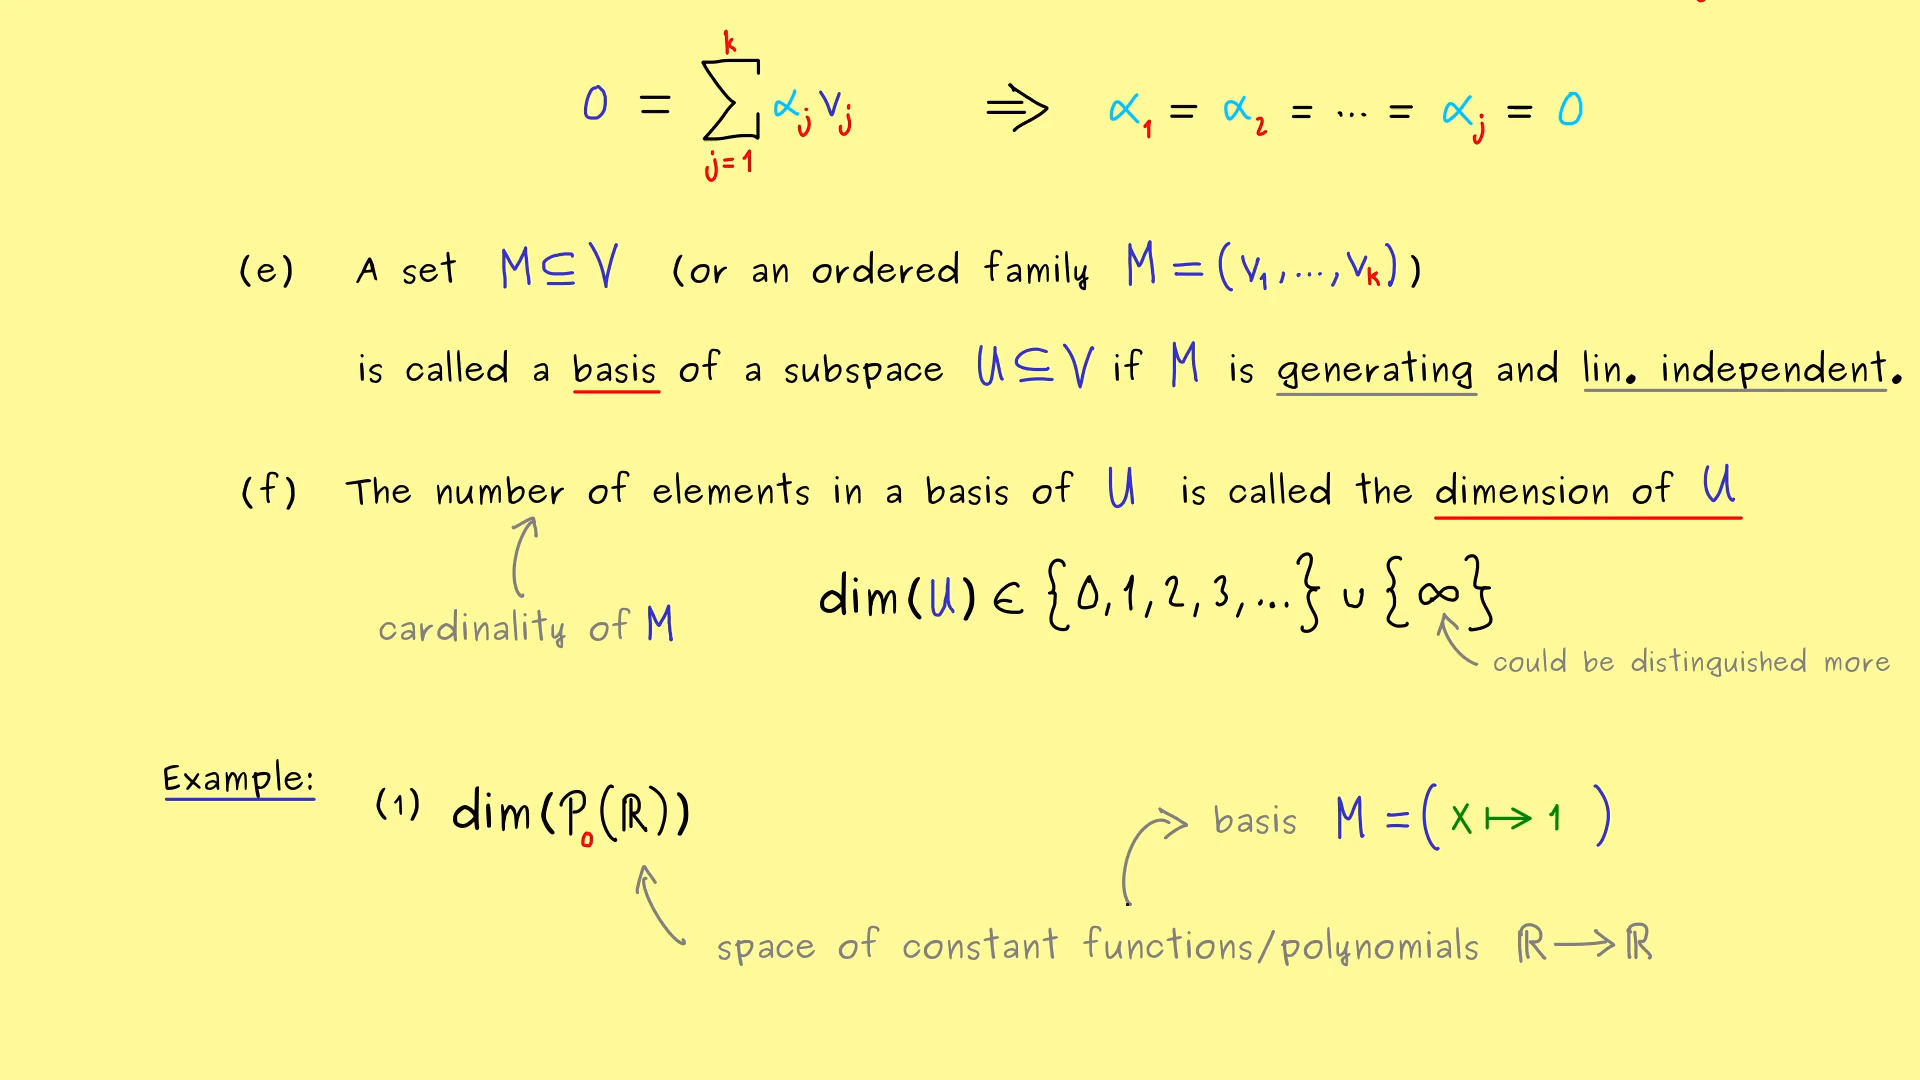 0 = ∑_{j=1}^{k} α_j v_j ⟹ α_1 = α_2 = ... = α_j = 0
(e) A set M ⊆ V (or an ordered family M = (v_1, ..., v_k))
is called a basis of a subspace U ⊆ V if M is generating and lin. independent.
(f) The number of elements in a basis of U is called the dimension of U
cardinality of M
dim(U) ∈ {0, 1, 2, 3, ...} ∪ {∞}
could be distinguished more
Example: (1) dim(P_0(ℝ))
basis M = (x ↦ 1)
space of constant functions/polynomials ℝ ⟶ ℝ